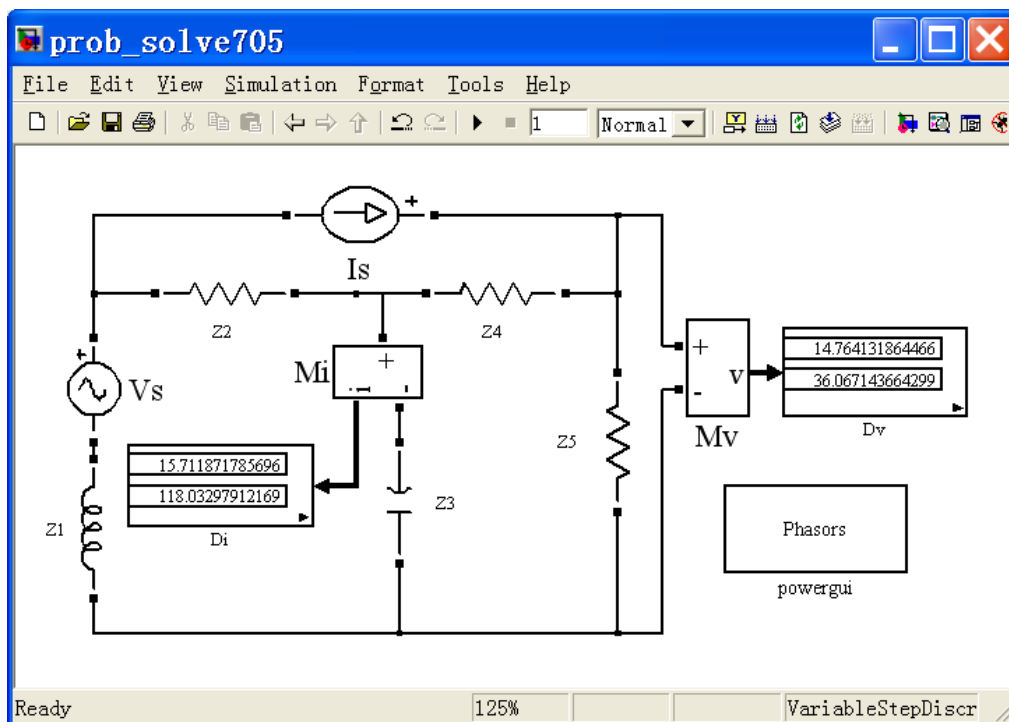 prob_solve705
File Edit View Simulation Format Tools Help
1 Normal
+
Is
Z2
Z4
+
Vs
Mi
+
i
-
+
-
v
Mv
14.764131864466
36.067143664299
Dv
15.711871785696
118.03297912169
Di
Z1
Z3
Z5
Phasors
powergui
Ready 125% VariableStepDiscr